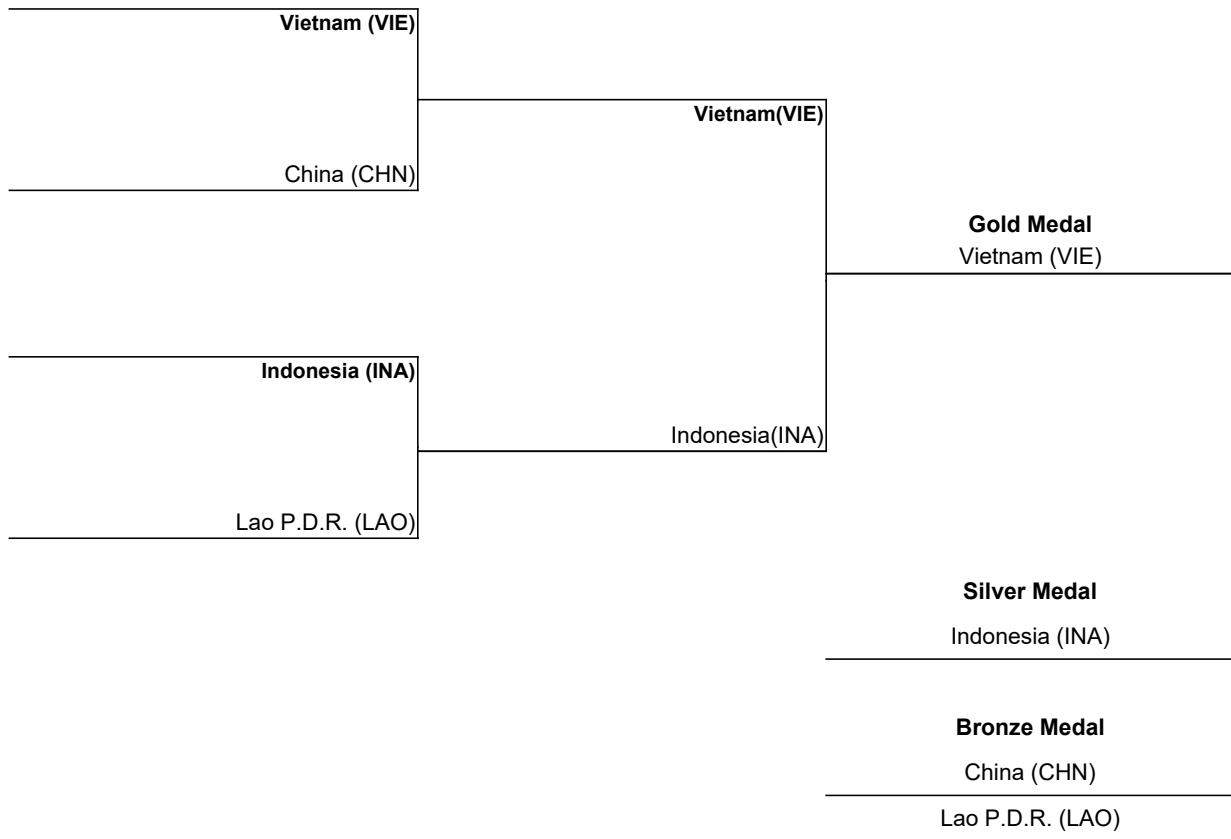 Vietnam (VIE)
Vietnam(VIE)
China (CHN)
Gold Medal
Vietnam (VIE)
Indonesia (INA)
Indonesia(INA)
Lao P.D.R. (LAO)
Silver Medal
Indonesia (INA)
Bronze Medal
China (CHN)
Lao P.D.R. (LAO)